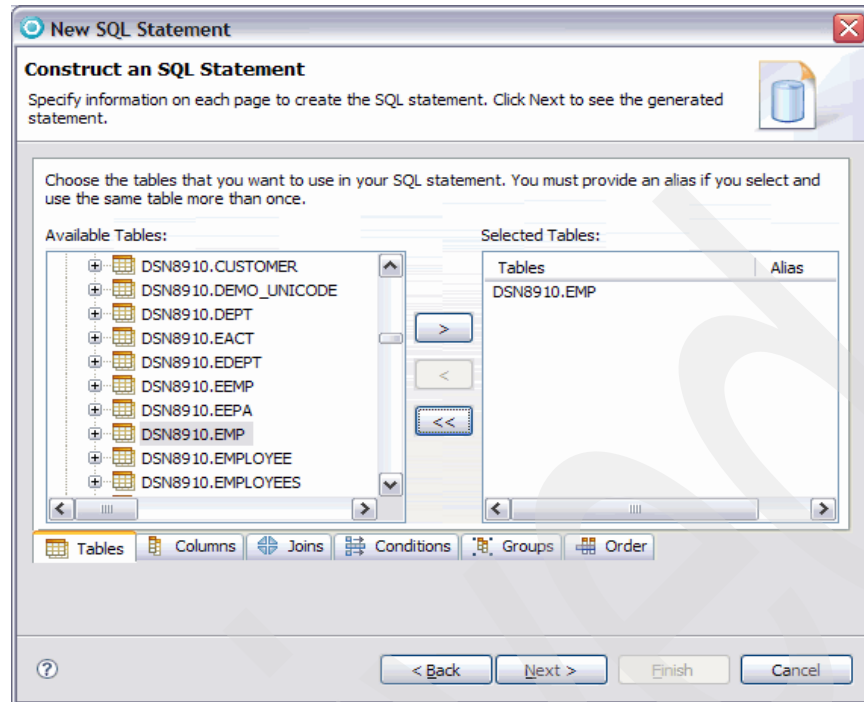 New SQL Statement
Construct an SQL Statement
Specify information on each page to create the SQL statement. Click Next to see the generated
statement.
Choose the tables that you want to use in your SQL statement. You must provide an alias if you select and
use the same table more than once.
Available Tables:
DSN8910.CUSTOMER
DSN8910.DEMO_UNICODE
DSN8910.DEPT
DSN8910.EACT
DSN8910.EDEPT
DSN8910.EEMP
DSN8910.EEPA
DSN8910.EMP
DSN8910.EMPLOYEE
DSN8910.EMPLOYEES
>
<
<<
Selected Tables:
Tables Alias
DSN8910.EMP
Tables Columns Joins Conditions Groups Order
? < Back Next > Finish Cancel